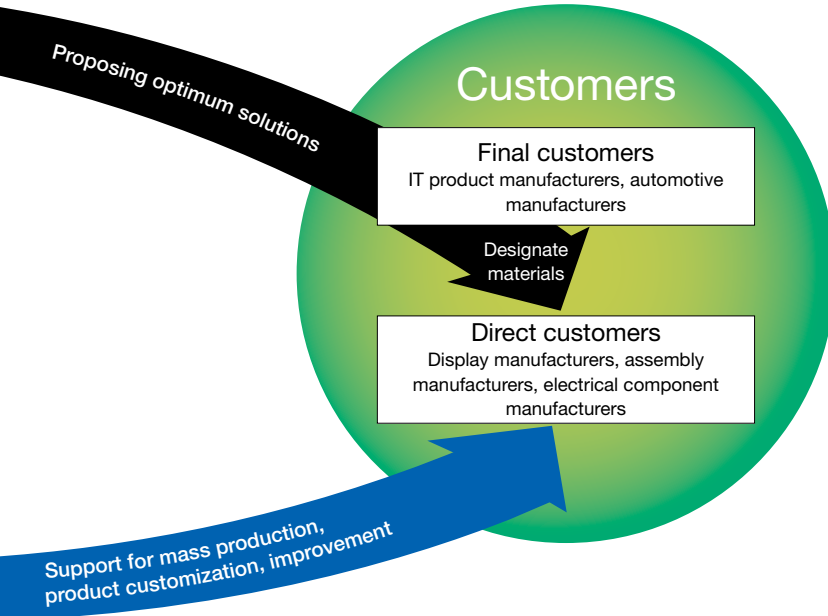 Proposing optimum solutions
Customers
Final customers
IT product manufacturers, automotive
manufacturers
Designate
materials
Direct customers
Display manufacturers, assembly
manufacturers, electrical component
manufacturers
Support for mass production,
product customization, improvement